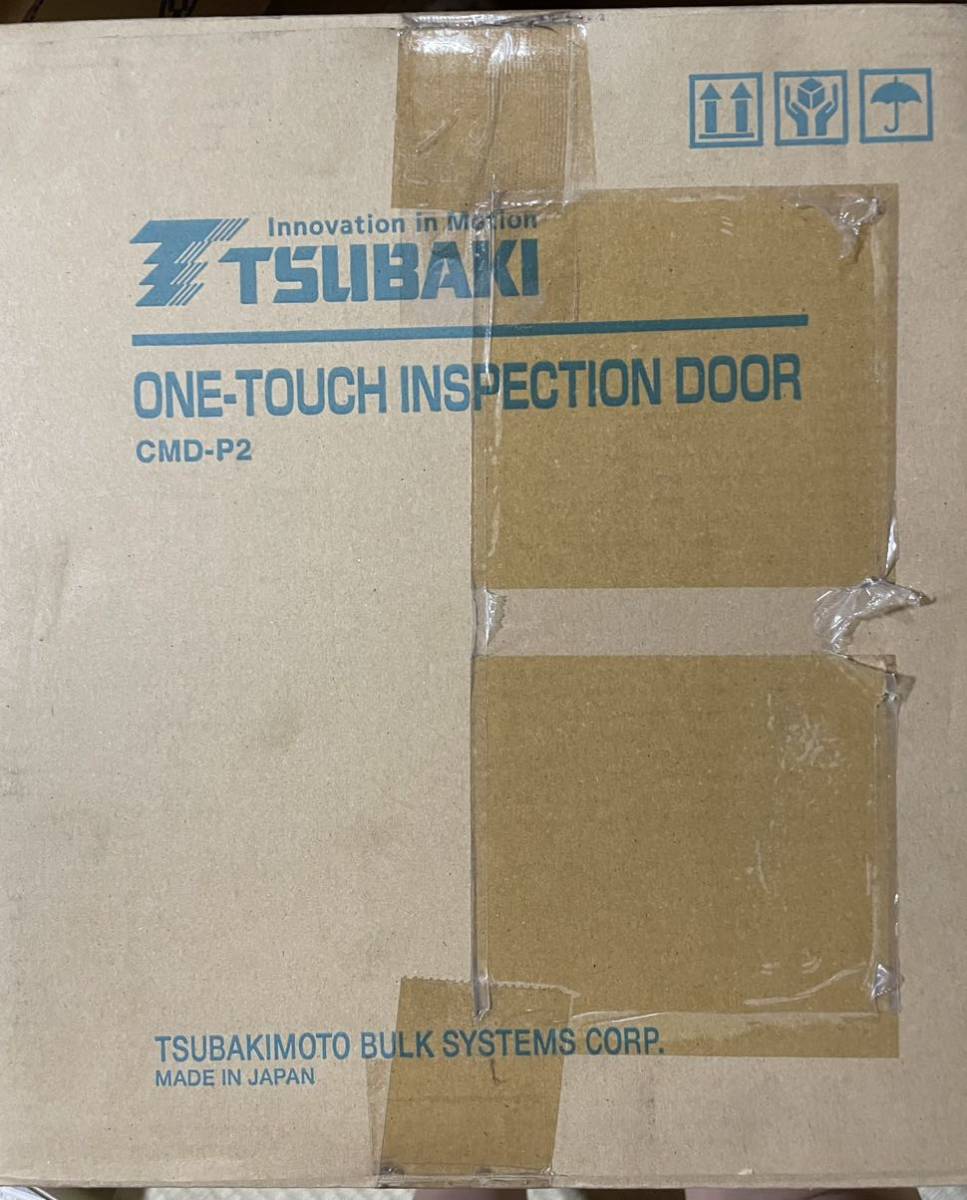 Innovation in Motion
TSUBAKI
ONE-TOUCH INSPECTION DOOR
CMD-P2
TSUBAKIMOTO BULK SYSTEMS CORP.
MADE IN JAPAN